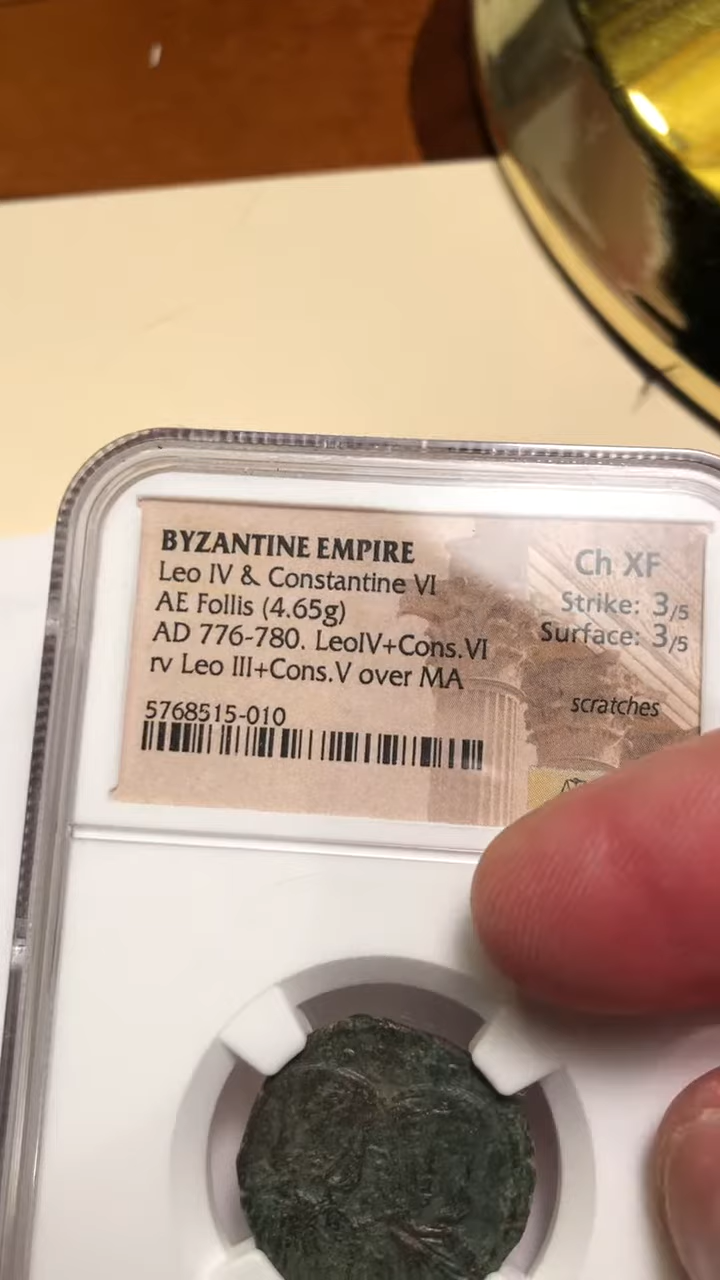 BYZANTINE EMPIRE
Leo IV & Constantine VI
AE Follis (4.65g)
AD 776-780. LeoIV+Cons.VI
rv Leo III+Cons.V over MA
5768515-010
Ch XF
Strike: 3/5
Surface: 3/5
scratches